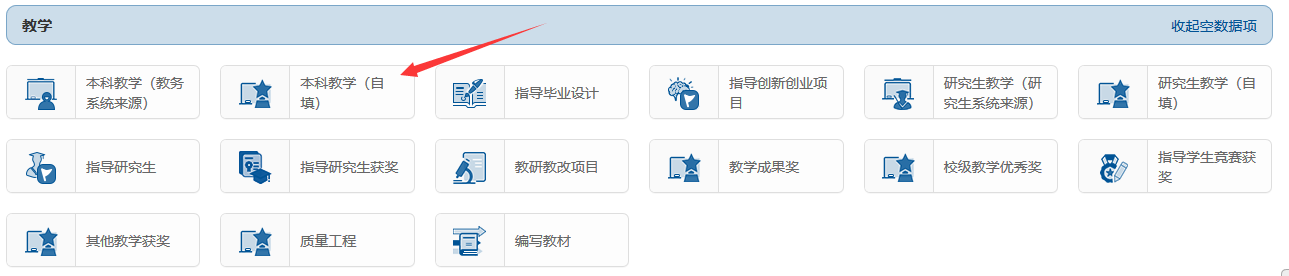 教学
收起空数据项
本科教学（教务
系统来源）
本科教学（自
填）
指导毕业设计
指导创新创业项
目
研究生教学（研
究生系统来源）
研究生教学（自
填）
指导研究生
指导研究生获奖
教研教改项目
教学成果奖
校级教学优秀奖
指导学生竞赛获
奖
其他教学获奖
质量工程
编写教材